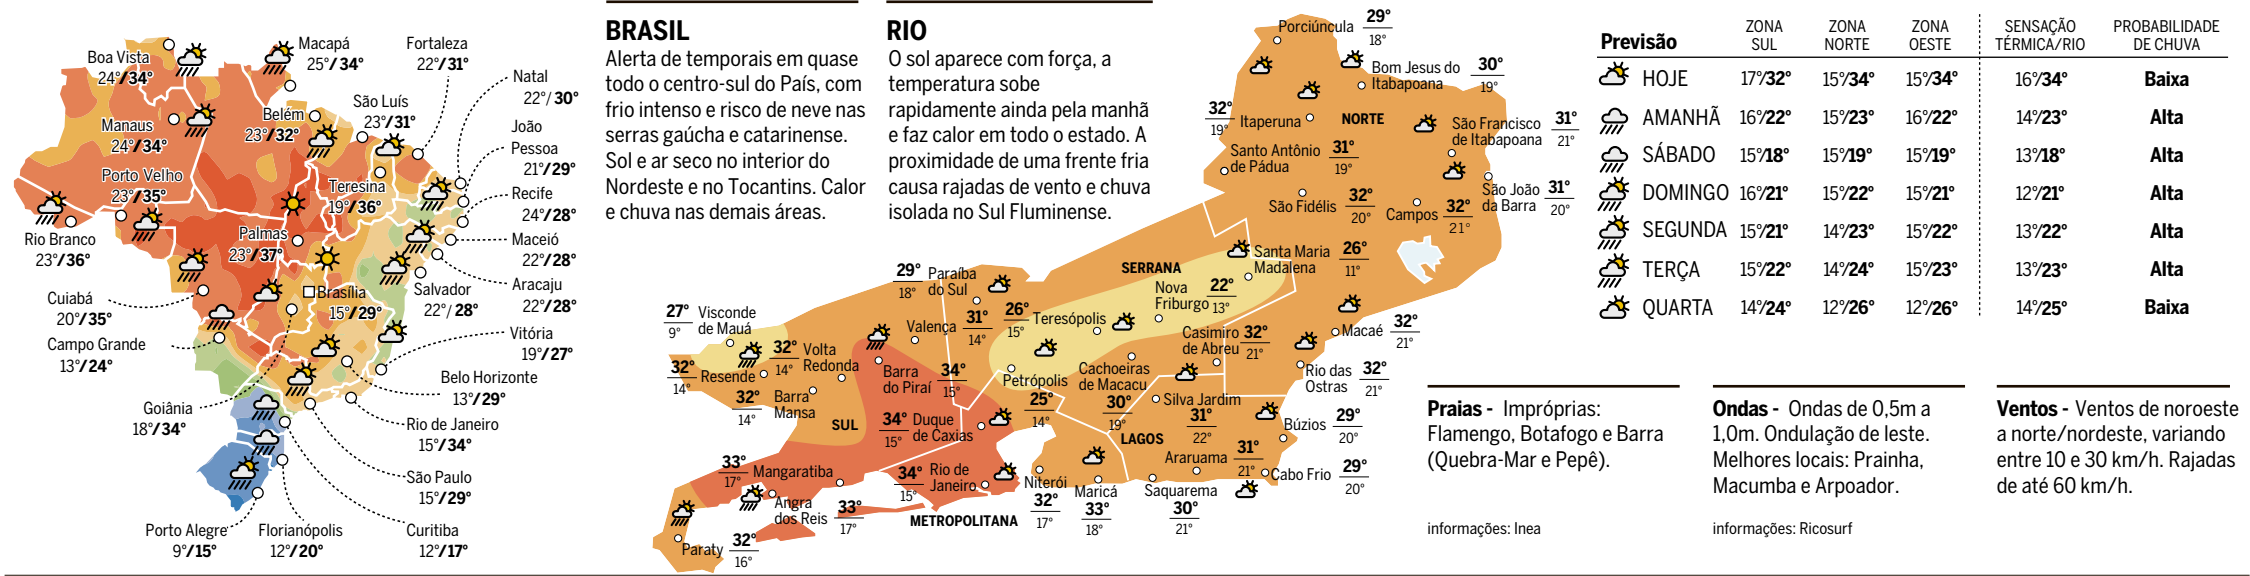 Boa Vista
24°/34°
Macapá
25°/34°
Fortaleza
22°/31°
Natal
22°/30°
João
Pessoa
21°/29°
Recife
24°/28°
Maceió
22°/28°
Aracaju
22°/28°
Salvador
22°/28°
Vitória
19°/27°
Belo Horizonte
13°/29°
Rio de Janeiro
15°/34°
São Paulo
15°/29°
Curitiba
12°/17°
Florianópolis
12°/20°
Porto Alegre
9°/15°
Goiânia
18°/34°
Campo Grande
13°/24°
Cuiabá
20°/35°
Rio Branco
23°/36°
Porto Velho
23°/35°
Manaus
24°/34°
Belém
23°/32°
São Luís
23°/31°
Teresina
19°/36°
Palmas
23°/37°
Brasília
15°/29°
BRASIL
Alerta de temporais em quase
todo o centro-sul do País, com
frio intenso e risco de neve nas
serras gaúcha e catarinense.
Sol e ar seco no interior do
Nordeste e no Tocantins. Calor
e chuva nas demais áreas.
RIO
O sol aparece com força, a
temperatura sobe
rapidamente ainda pela manhã
e faz calor em todo o estado. A
proximidade de uma frente fria
causa rajadas de vento e chuva
isolada no Sul Fluminense.
Porciúncula 29°
18°
Bom Jesus do
Itabapoana 30°
19°
32°
19° Itaperuna
NORTE
São Francisco
de Itabapoana 31°
21°
Santo Antônio
de Pádua 31°
19°
São João
da Barra 31°
20°
São Fidélis 32°
20°
Campos 32°
21°
Santa Maria
Madalena 26°
11°
SERRANA
Nova
Friburgo 22°
13°
29°
18° Paraíba
do Sul
27°
9° Visconde
de Mauá
Valença 31°
14°
26°
15° Teresópolis
Casimiro
de Abreu 32°
21°
Macaé 32°
21°
32°
14° Resende
32°
14° Volta
Redonda
Barra
do Piraí 34°
15°
Petrópolis
25°
14°
Cachoeiras
de Macacu
30°
19°
Rio das
Ostras 32°
21°
32°
14° Barra
Mansa
SUL
34°
15° Duque
de Caxias
Silva Jardim
31°
22°
LAGOS
Búzios 29°
20°
Araruama 31°
21°
Cabo Frio 29°
20°
33°
17° Mangaratiba
34°
15° Rio de
Janeiro
Niterói
32°
17°
Maricá
33°
18°
Saquarema
30°
21°
Angra
dos Reis 33°
17°
METROPOLITANA
Paraty 32°
16°
Previsão ZONA SUL ZONA NORTE ZONA OESTE SENSAÇÃO TÉRMICA/RIO PROBABILIDADE DE CHUVA
HOJE 17°/32° 15°/34° 15°/34° 16°/34° Baixa
AMANHÃ 16°/22° 15°/23° 16°/22° 14°/23° Alta
SÁBADO 15°/18° 15°/19° 15°/19° 13°/18° Alta
DOMINGO 16°/21° 15°/22° 15°/21° 12°/21° Alta
SEGUNDA 15°/21° 14°/23° 15°/22° 13°/22° Alta
TERÇA 15°/22° 14°/24° 15°/23° 13°/23° Alta
QUARTA 14°/24° 12°/26° 12°/26° 14°/25° Baixa
Praias - Impróprias:
Flamengo, Botafogo e Barra
(Quebra-Mar e Pepê).
informações: Inea
Ondas - Ondas de 0,5m a
1,0m. Ondulação de leste.
Melhores locais: Prainha,
Macumba e Arpoador.
informações: Ricosurf
Ventos - Ventos de noroeste
a norte/nordeste, variando
entre 10 e 30 km/h. Rajadas
de até 60 km/h.